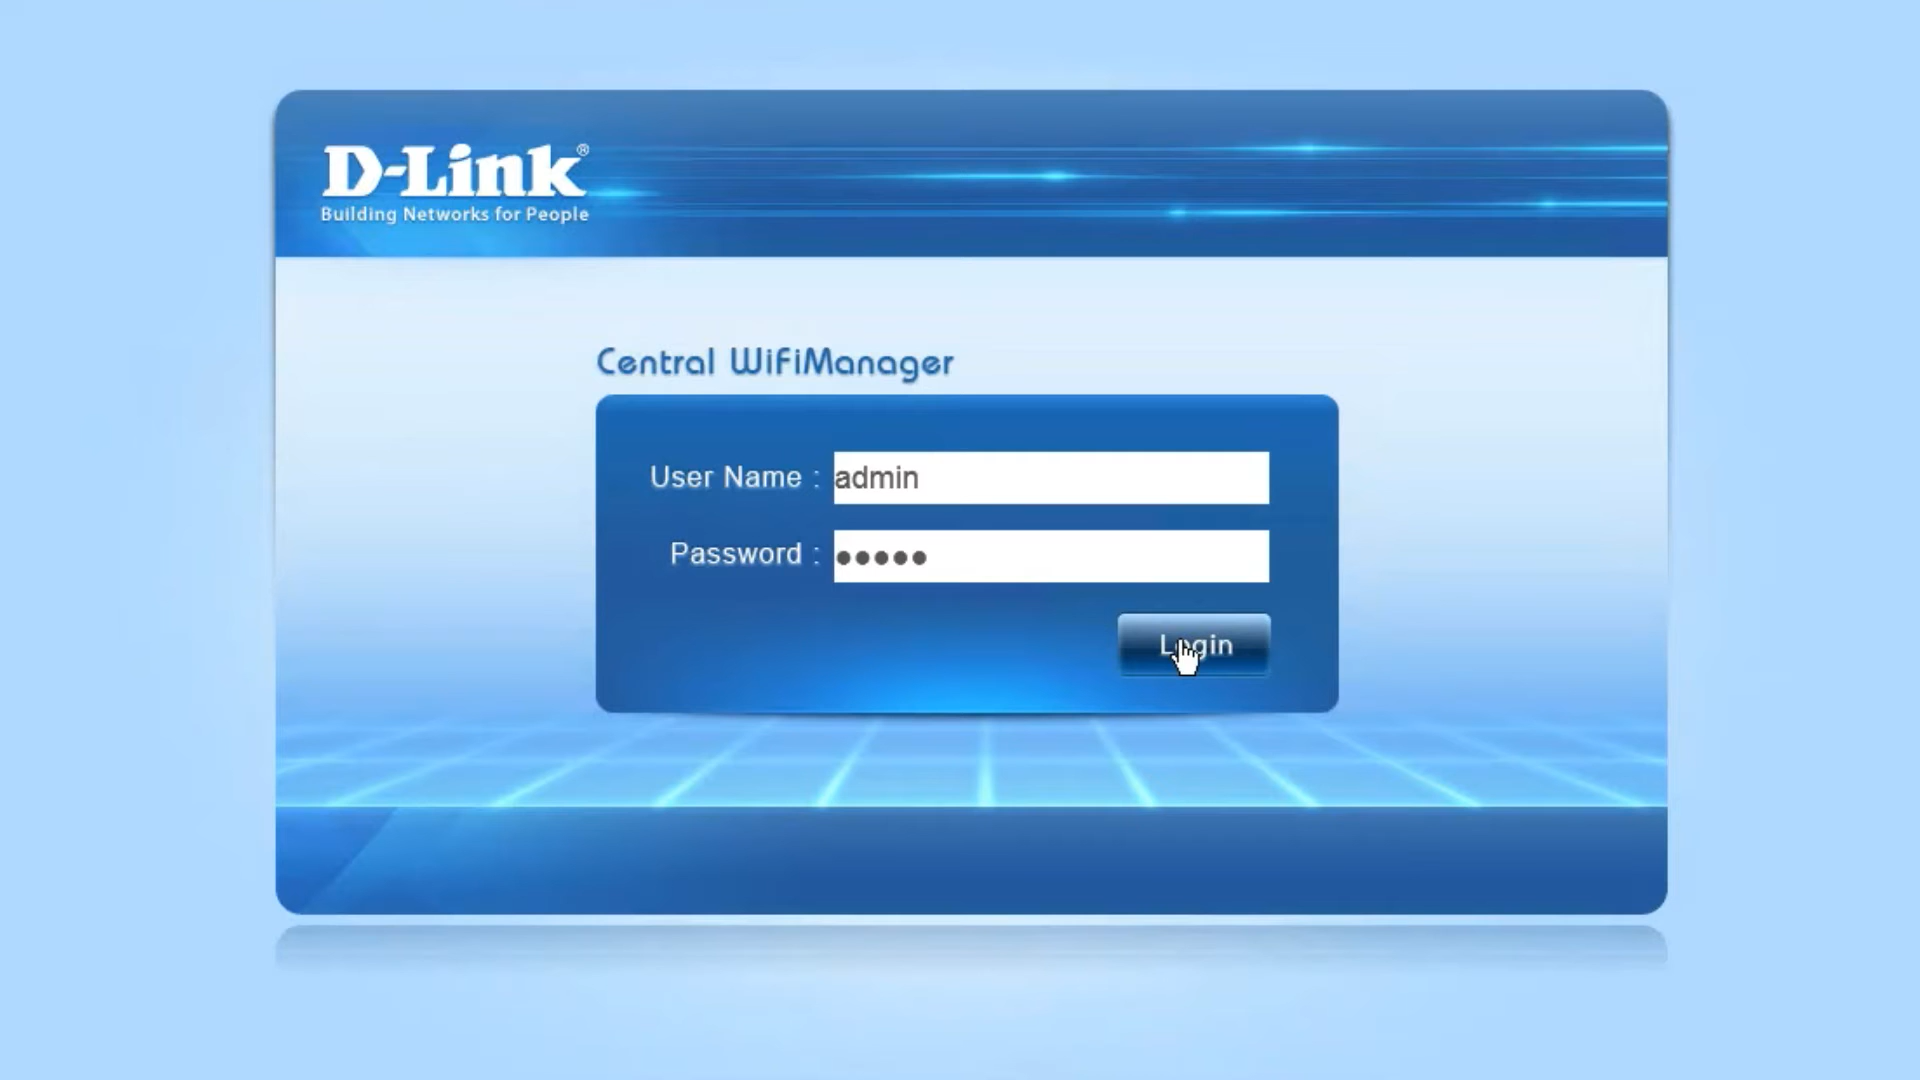 D-Link®
Building Networks for People
Central WiFiManager
User Name : admin
Password : •••••
Login